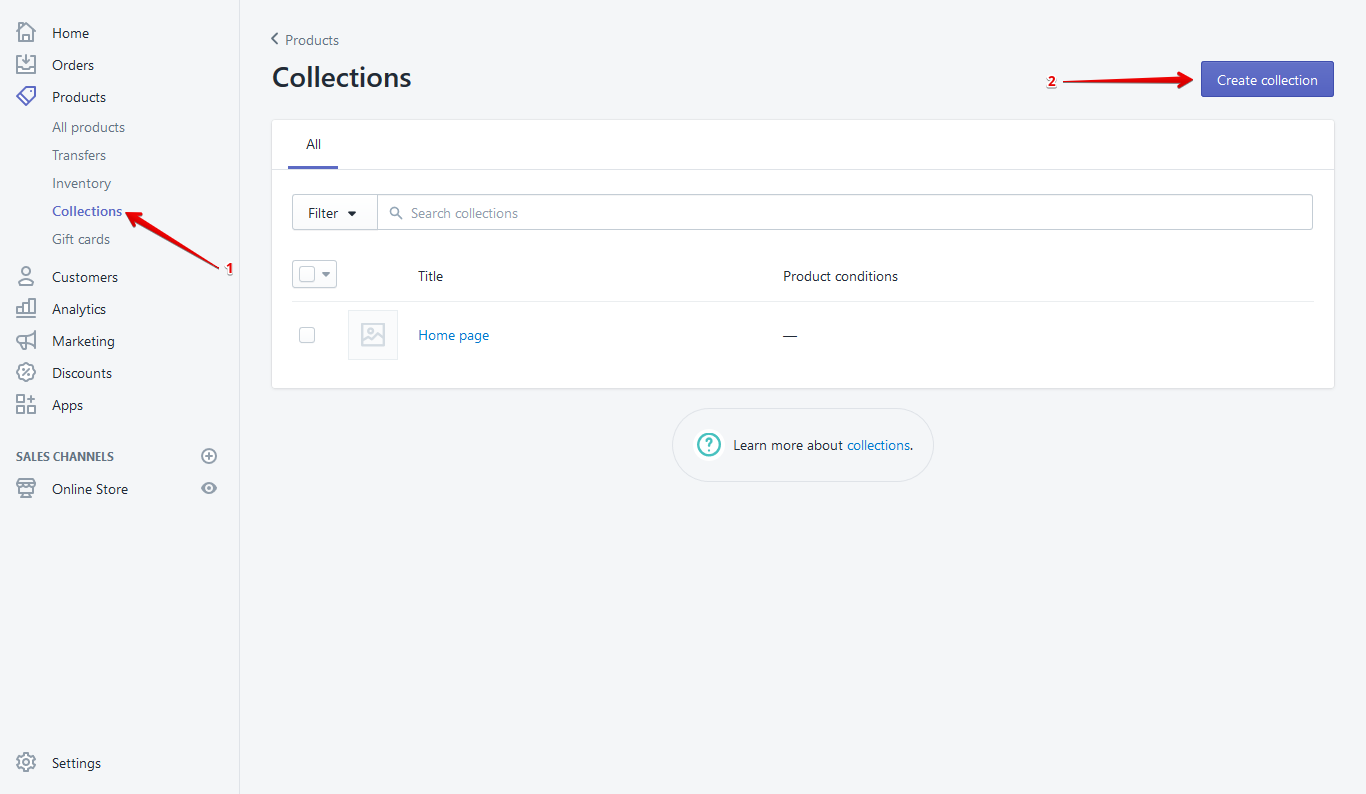 Home
Orders
Products
All products
Transfers
Inventory
Collections
Gift cards
1
Customers
Analytics
Marketing
Discounts
Apps
SALES CHANNELS
Online Store
Settings
Products
Collections
2
Create collection
All
Filter
Search collections
Title Product conditions
Home page —
Learn more about collections.